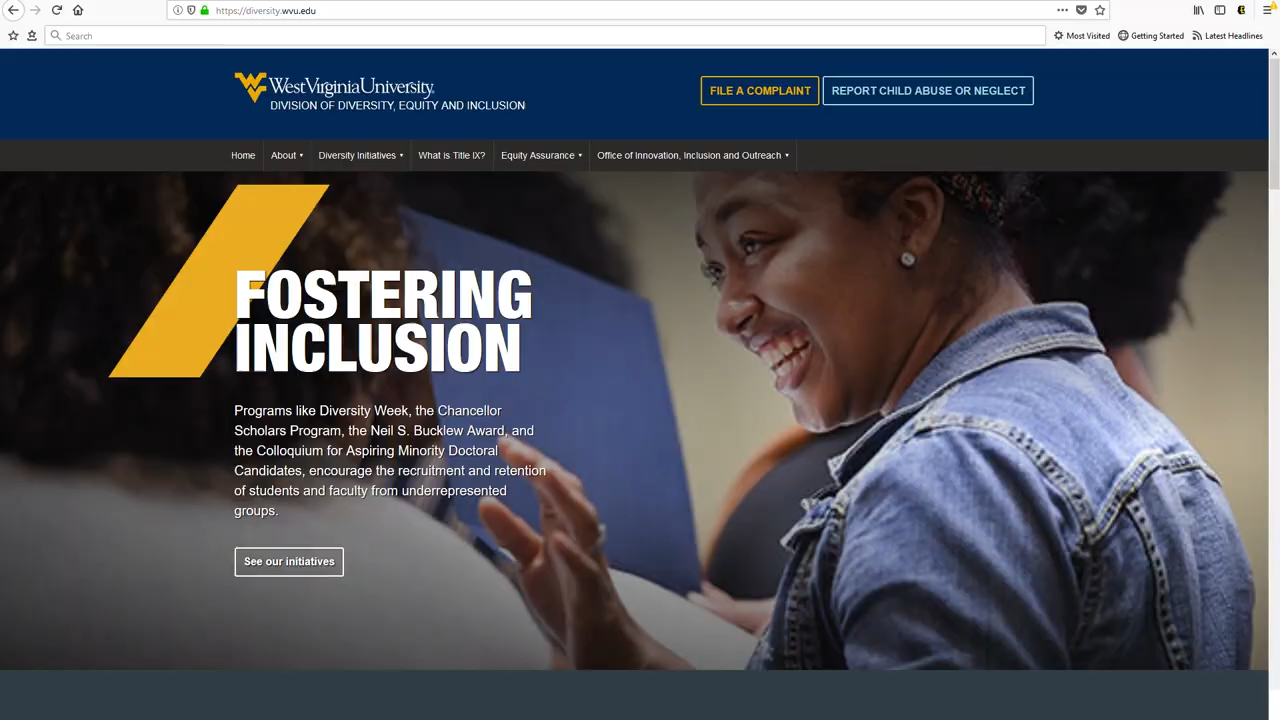 https://diversity.wvu.edu
Search
Most Visited
Getting Started
Latest Headlines
WestVirginiaUniversity.
DIVISION OF DIVERSITY, EQUITY AND INCLUSION
FILE A COMPLAINT
REPORT CHILD ABUSE OR NEGLECT
Home
About
Diversity Initiatives
What is Title IX?
Equity Assurance
Office of Innovation, Inclusion and Outreach
FOSTERING
INCLUSION
Programs like Diversity Week, the Chancellor
Scholars Program, the Neil S. Bucklew Award, and
the Colloquium for Aspiring Minority Doctoral
Candidates, encourage the recruitment and retention
of students and faculty from underrepresented
groups.
See our initiatives